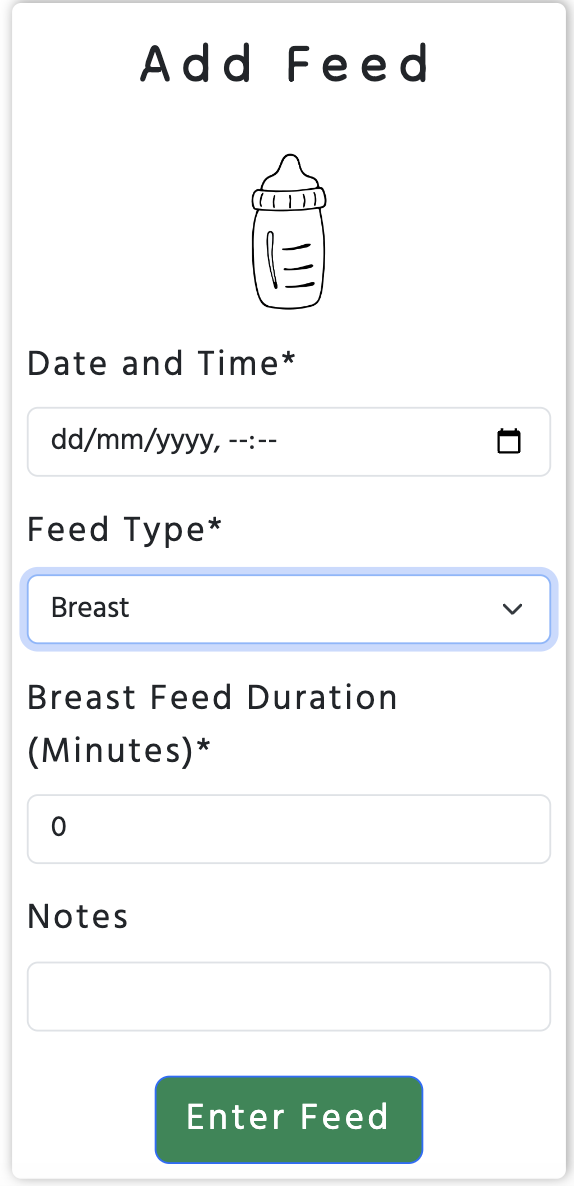 Add Feed
Date and Time*
dd/mm/yyyy, --:--
Feed Type*
Breast
Breast Feed Duration
(Minutes)*
0
Notes
Enter Feed